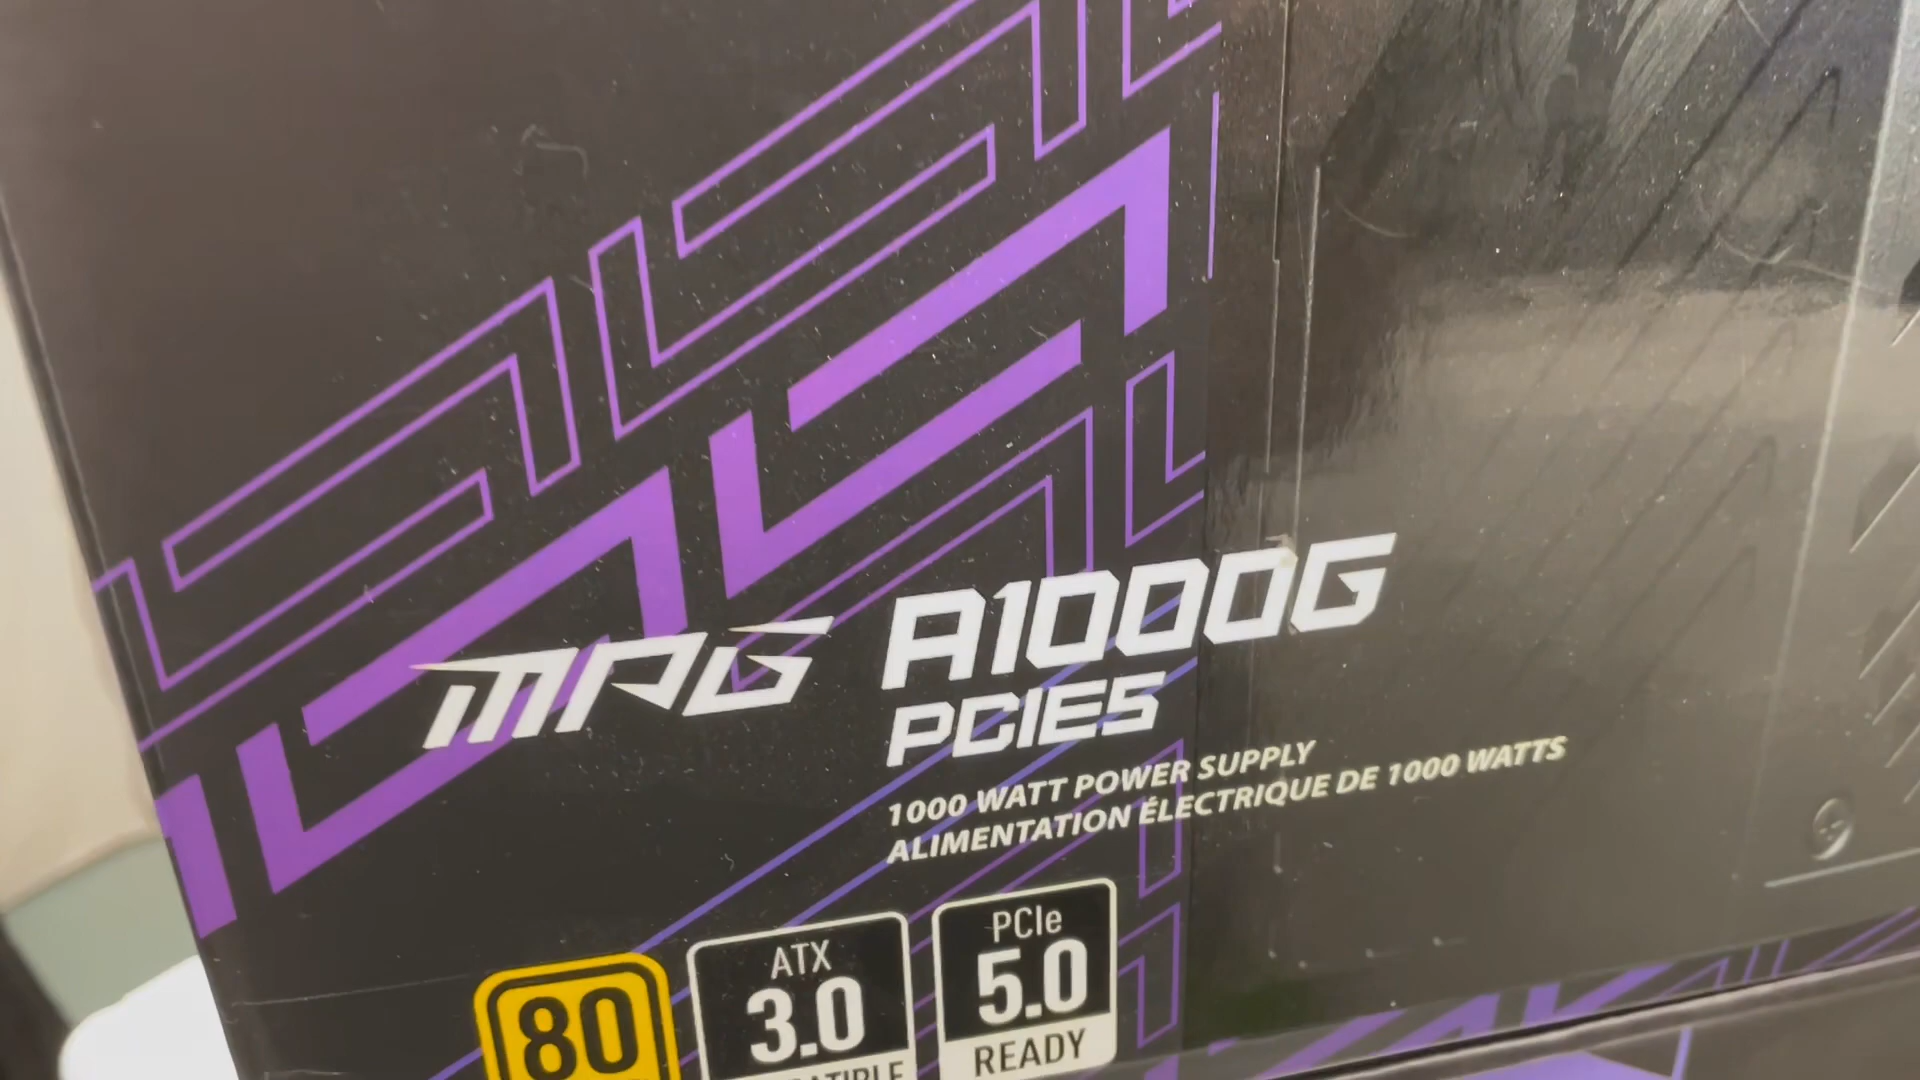 MPG A1000G
PCIE5
1000 WATT POWER SUPPLY
ALIMENTATION ÉLECTRIQUE DE 1000 WATTS
80
ATX
3.0
PCIe
5.0
READY